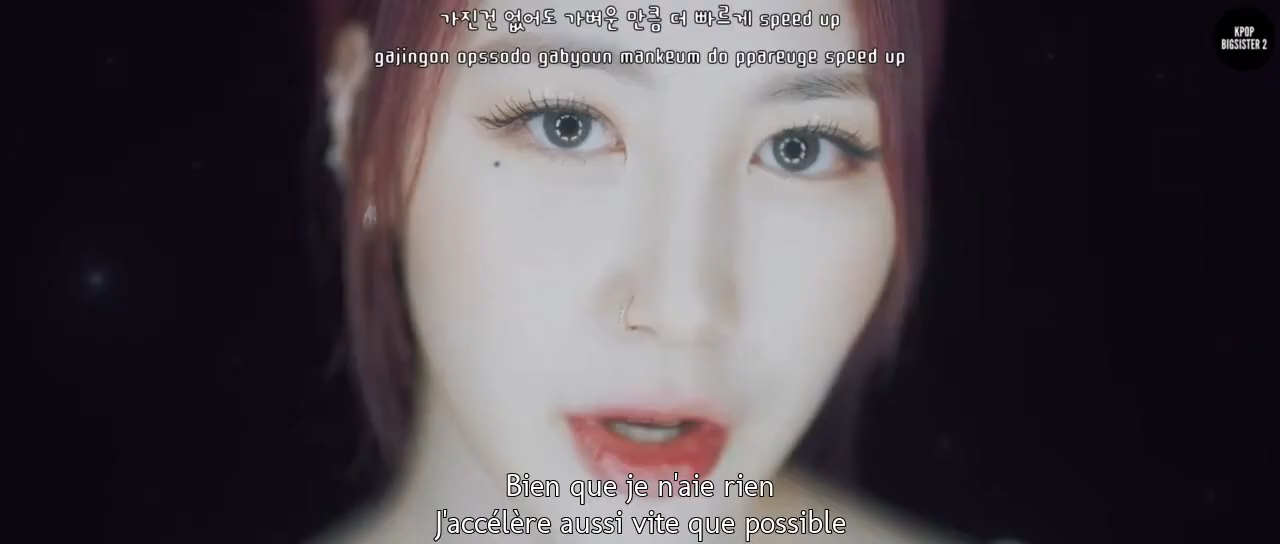 가진건 없어도 가벼운 만큼 더 빠르게 speed up
gajingon opssodo gabyoun mankeum do ppareuge speed up
KPOP
BIGSISTER 2
Bien que je n'aie rien
J'accélère aussi vite que possible